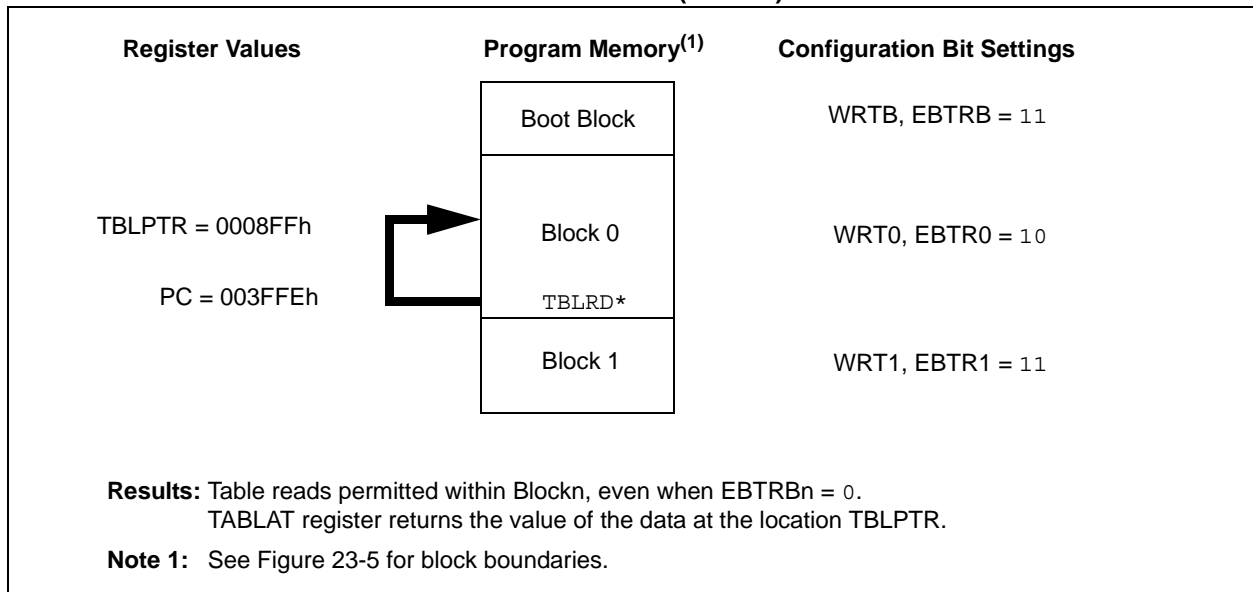 Register Values Program Memory(1) Configuration Bit Settings
Boot Block WRTB, EBTRB = 11
TBLPTR = 0008FFh Block 0 WRT0, EBTR0 = 10
PC = 003FFEh TBLRD*
Block 1 WRT1, EBTR1 = 11
Results: Table reads permitted within Blockn, even when EBTRBn = 0.
TABLAT register returns the value of the data at the location TBLPTR.
Note 1: See Figure 23-5 for block boundaries.